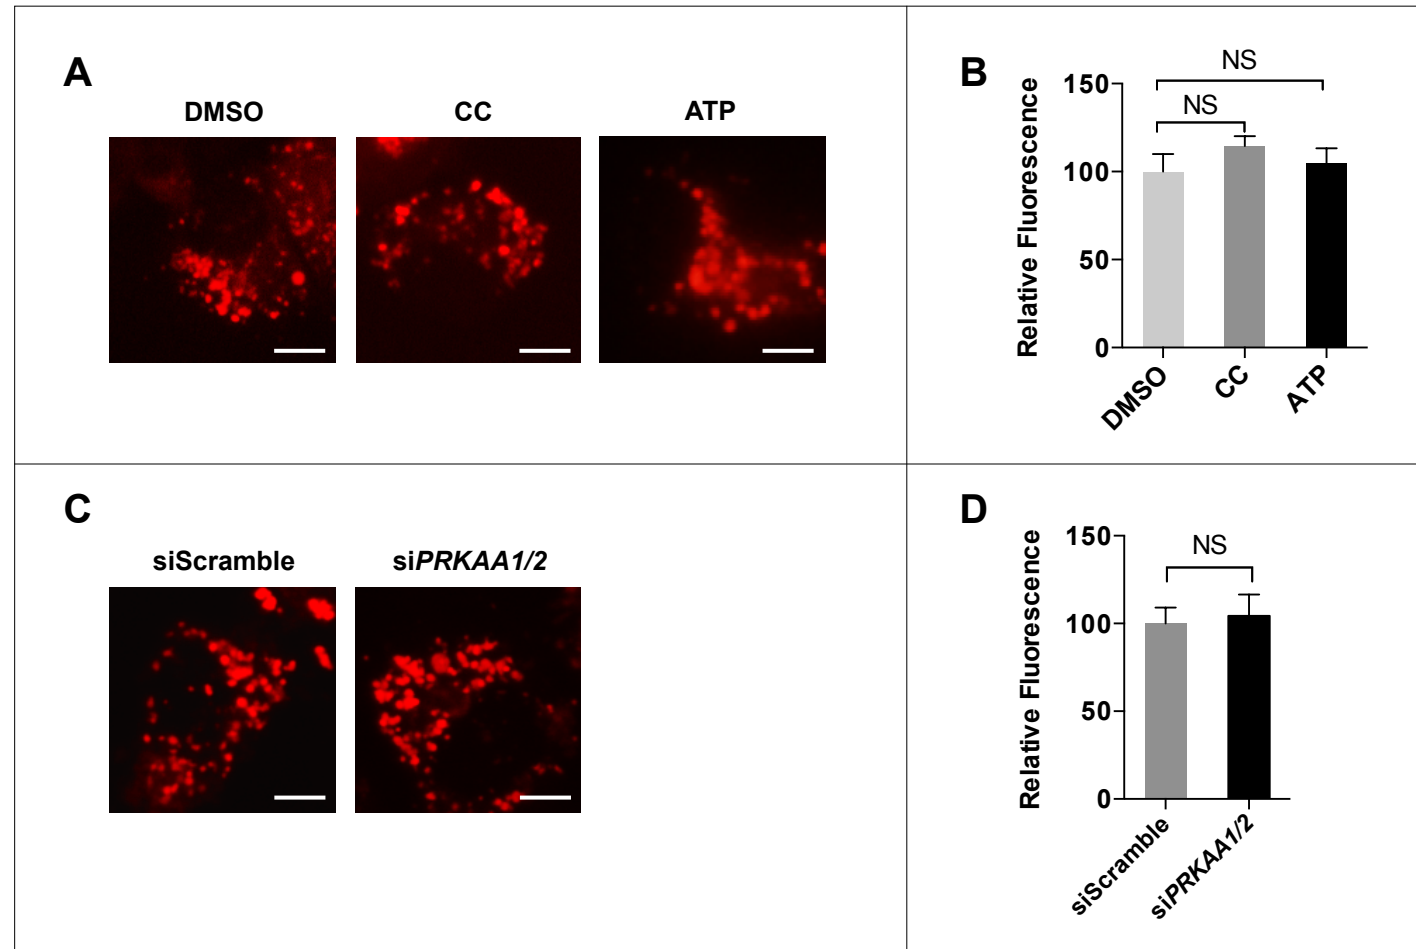 A
DMSO
CC
ATP
B
Relative Fluorescence
150
100
50
0
NS
NS
DMSO
CC
ATP
C
siScramble
siPRKAA1/2
D
Relative Fluorescence
150
100
50
0
NS
siScramble
siPRKAA1/2